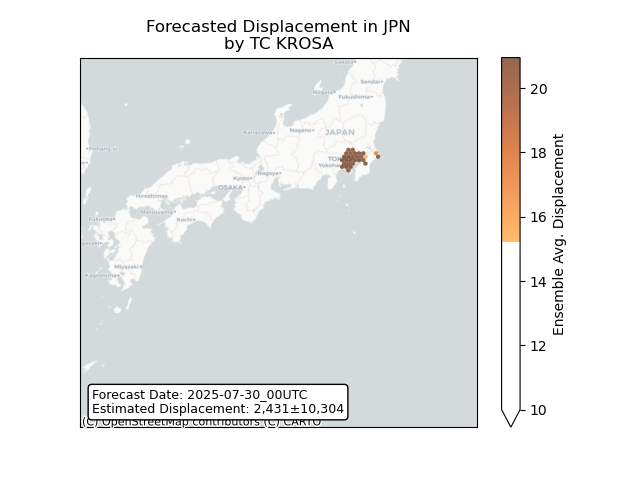 Forecasted Displacement in JPN
by TC KROSA
Sendai
Niigata
Fukushima
JAPAN
Kanazawa
Nagano
Nagoya
Kyoto
OSAKA
Hiroshima
Matsuyama
Kochi
Fukuoka
Miyazaki
Kagoshima
20
18
16
14
12
10
Ensemble Avg. Displacement
Forecast Date: 2025-07-30_00UTC
Estimated Displacement: 2,431±10,304
(C) OpenStreetMap contributors (C) CARTO